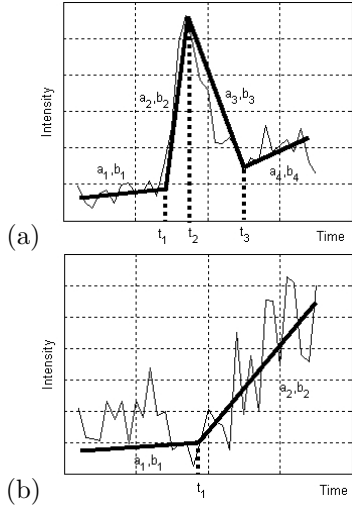 Intensity
a₁,b₁
a₂,b₂
a₃,b₃
a₄,b₄
t₁ t₂ t₃ Time
(a)
Intensity
a₁,b₁
a₂,b₂
t₁ Time
(b)